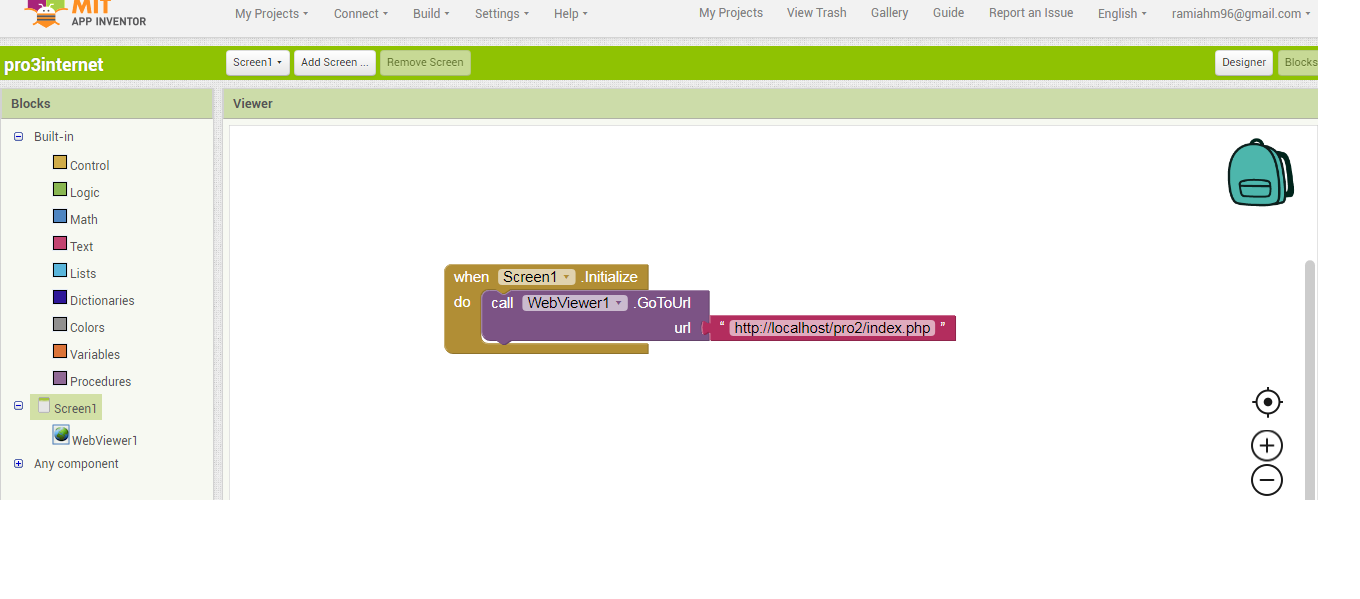 MIT
APP INVENTOR
My Projects Connect Build Settings Help My Projects View Trash Gallery Guide Report an Issue English ramiahm96@gmail.com
pro3internet Screen1 Add Screen ... Remove Screen Designer Blocks
Blocks Viewer
Built-in
Control
Logic
Math
Text
Lists
Dictionaries
Colors
Variables
Procedures
Screen1
WebViewer1
Any component
when Screen1 .Initialize
do call WebViewer1 .GoToUrl
url “ http://localhost/pro2/index.php ”